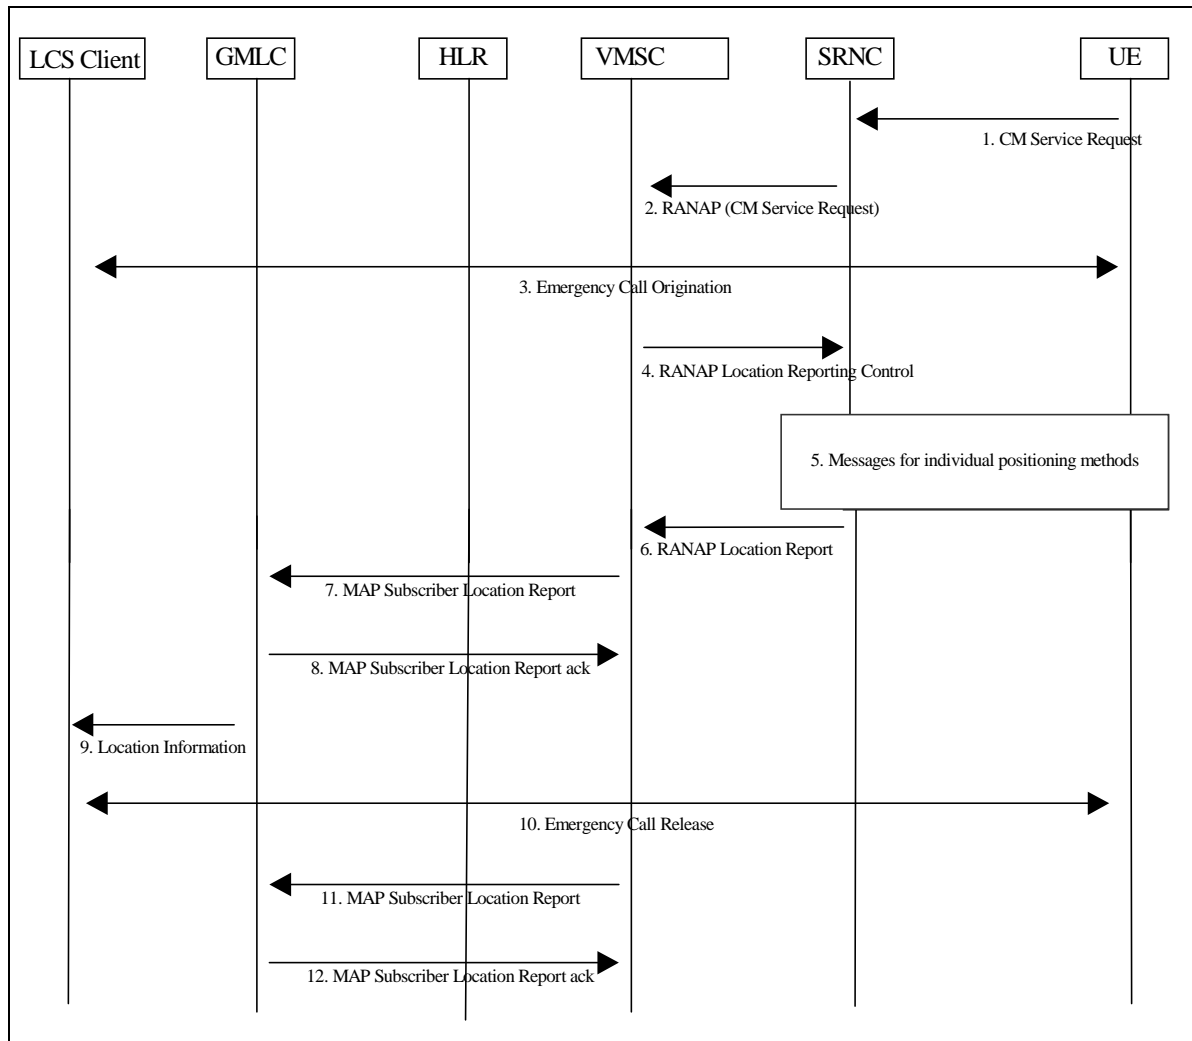 LCS Client
GMLC
HLR
VMSC
SRNC
UE
1. CM Service Request
2. RANAP (CM Service Request)
3. Emergency Call Origination
4. RANAP Location Reporting Control
5. Messages for individual positioning methods
6. RANAP Location Report
7. MAP Subscriber Location Report
8. MAP Subscriber Location Report ack
9. Location Information
10. Emergency Call Release
11. MAP Subscriber Location Report
12. MAP Subscriber Location Report ack